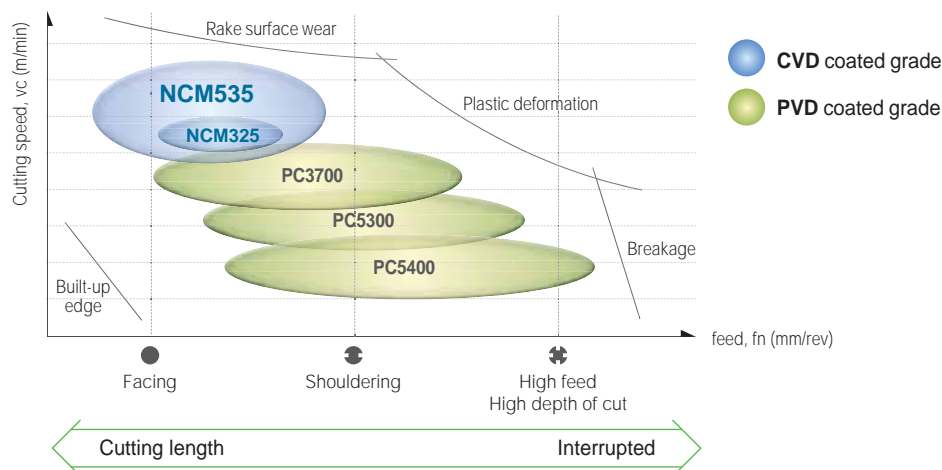 Cutting speed, vc (m/min)
Rake surface wear
NCM535
NCM325
Plastic deformation
PC3700
PC5300
PC5400
Built-up
edge
Breakage
CVD coated grade
PVD coated grade
feed, fn (mm/rev)
Facing
Shouldering
High feed
High depth of cut
Cutting length
Interrupted